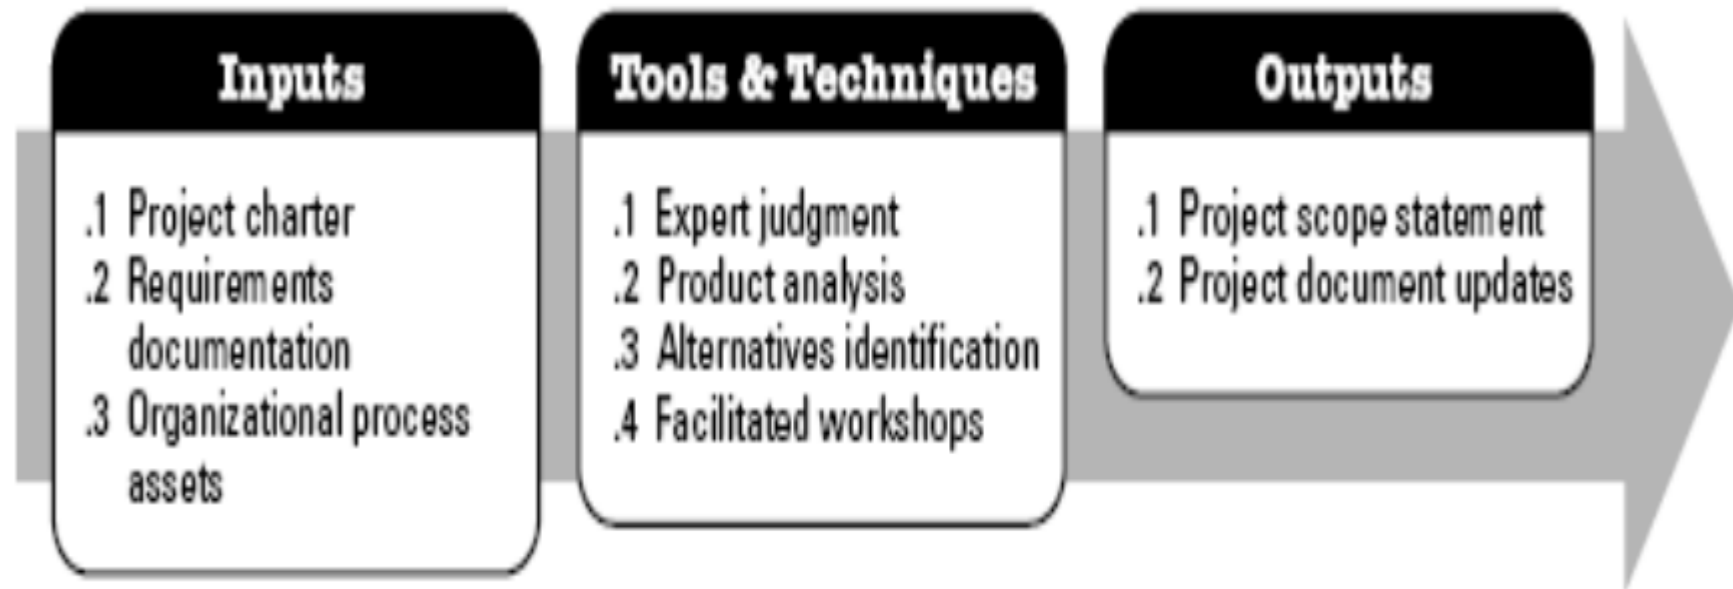 Inputs
.1 Project charter
.2 Requirements
documentation
.3 Organizational process
assets
Tools & Techniques
.1 Expert judgment
.2 Product analysis
.3 Alternatives identification
.4 Facilitated workshops
Outputs
.1 Project scope statement
.2 Project document updates